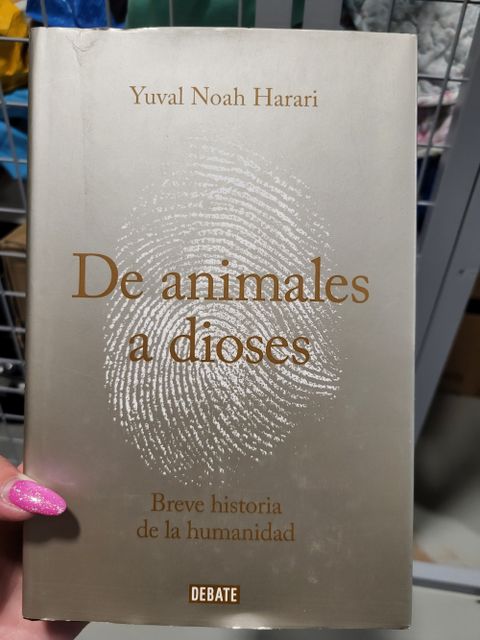 Yuval Noah Harari
De animales
a dioses
Breve historia
de la humanidad
DEBATE